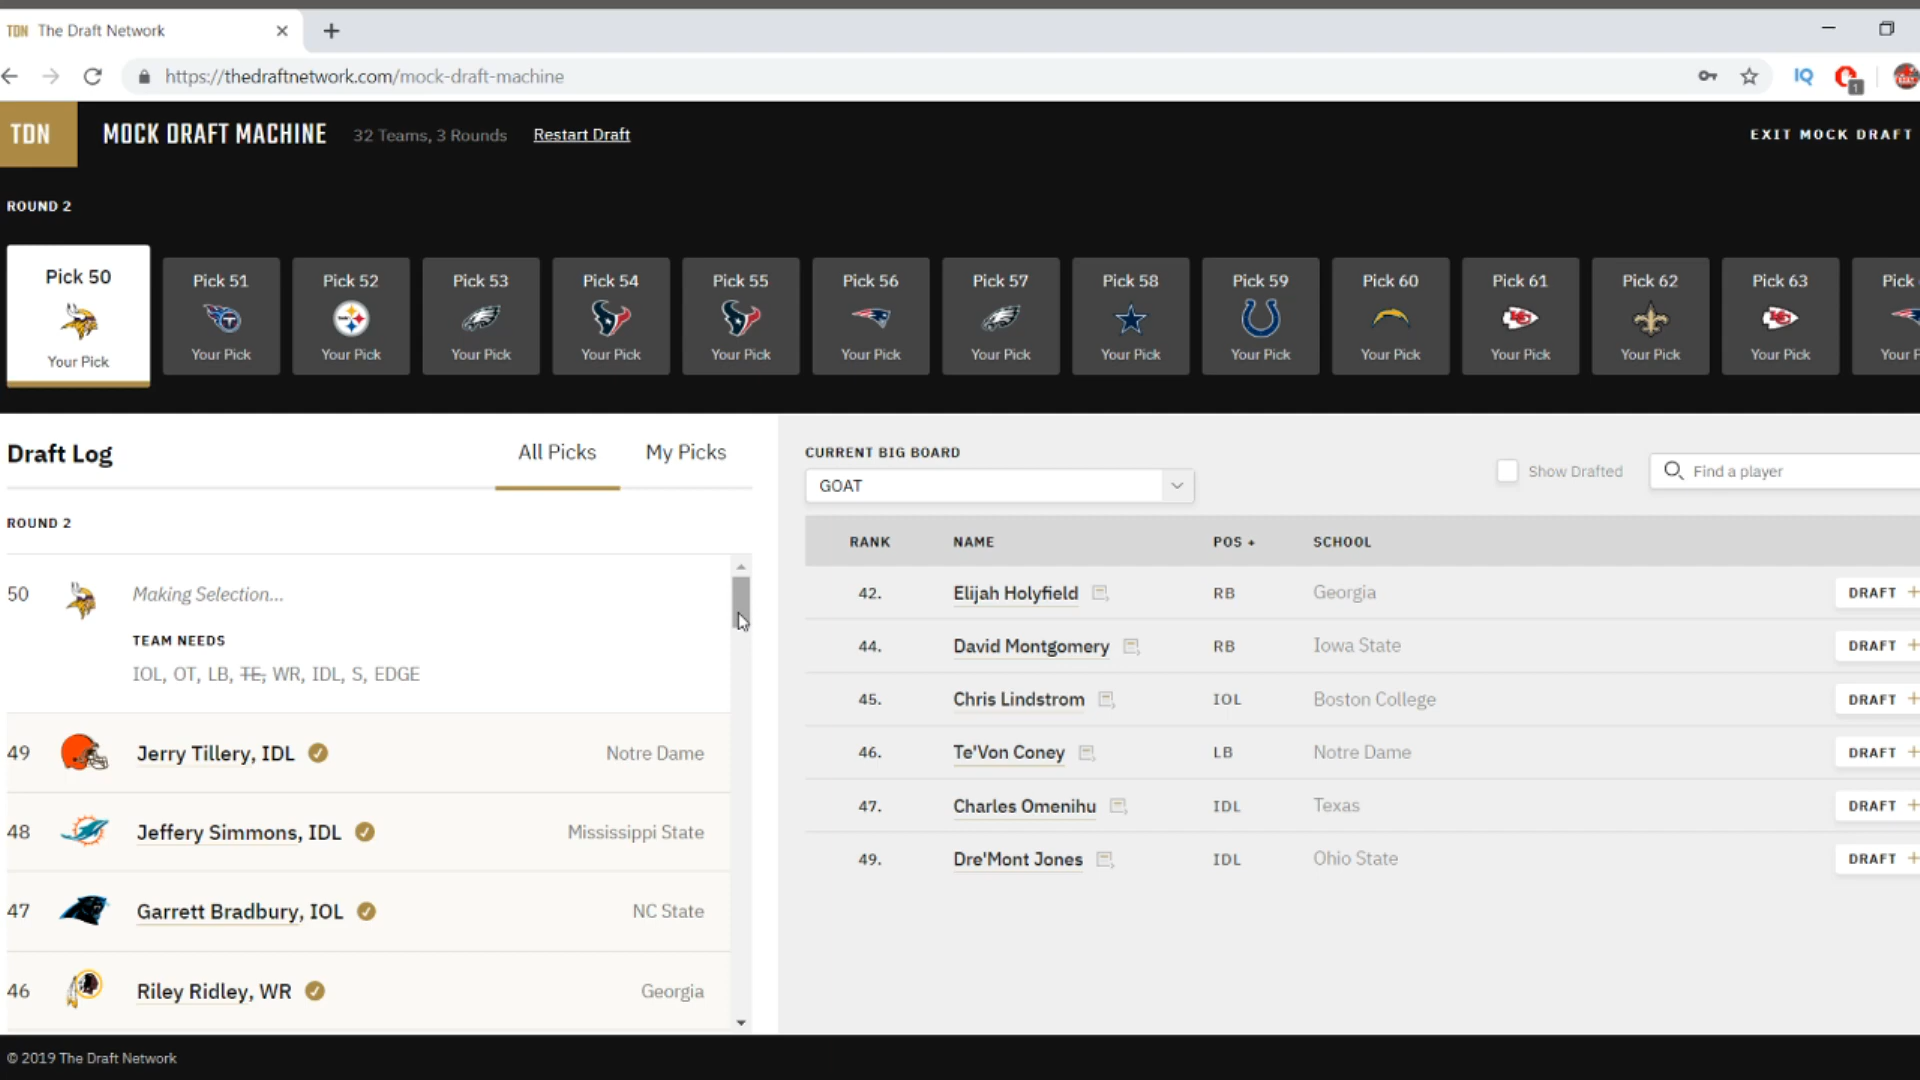 TDN The Draft Network
https://thedraftnetwork.com/mock-draft-machine
IQ
1
TDN MOCK DRAFT MACHINE 32 Teams, 3 Rounds Restart Draft EXIT MOCK DRAFT
ROUND 2
Pick 50 Pick 51 Pick 52 Pick 53 Pick 54 Pick 55 Pick 56 Pick 57 Pick 58 Pick 59 Pick 60 Pick 61 Pick 62 Pick 63 Pick
Your Pick Your Pick Your Pick Your Pick Your Pick Your Pick Your Pick Your Pick Your Pick Your Pick Your Pick Your Pick Your Pick Your Pick Your P
Draft Log All Picks My Picks
ROUND 2
50 Making Selection...
TEAM NEEDS
IOL, OT, LB, TE, WR, IDL, S, EDGE
49 Jerry Tillery, IDL Notre Dame
48 Jeffery Simmons, IDL Mississippi State
47 Garrett Bradbury, IOL NC State
46 Riley Ridley, WR Georgia
CURRENT BIG BOARD
GOAT
Show Drafted
Find a player
RANK NAME POS + SCHOOL
42. Elijah Holyfield RB Georgia DRAFT +
44. David Montgomery RB Iowa State DRAFT +
45. Chris Lindstrom IOL Boston College DRAFT +
46. Te'Von Coney LB Notre Dame DRAFT +
47. Charles Omenihu IDL Texas DRAFT +
49. Dre'Mont Jones IDL Ohio State DRAFT +
© 2019 The Draft Network